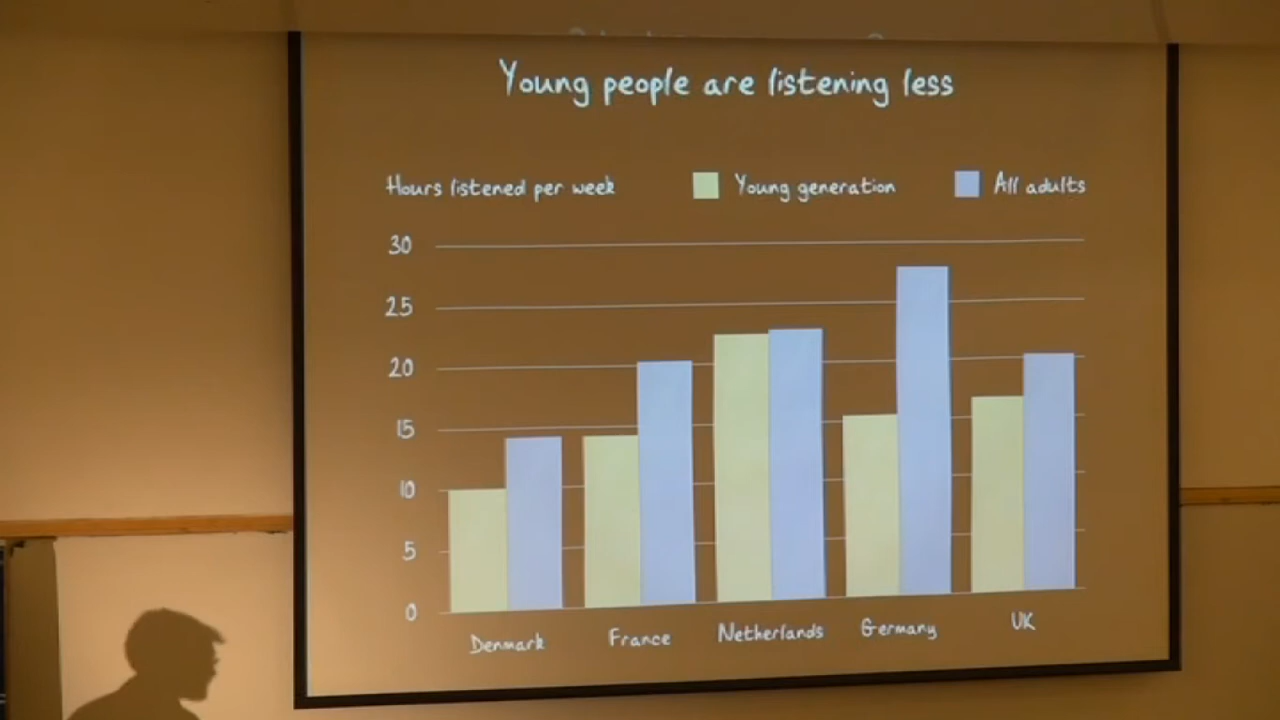 Young people are listening less
Hours listened per week
Young generation
All adults
30
25
20
15
10
5
0
Denmark
France
Netherlands
Germany
UK